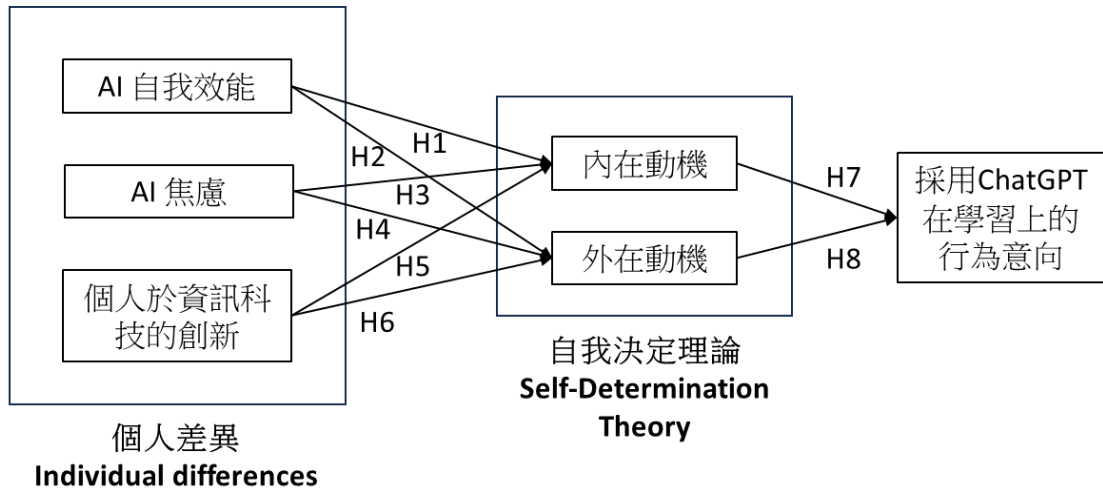 AI 自我效能
AI 焦慮
個人於資訊科
技的創新
個人差異
Individual differences
H1
H2
H3
H4
H5
H6
內在動機
外在動機
自我決定理論
Self-Determination
Theory
H7
H8
採用ChatGPT
在學習上的
行為意向